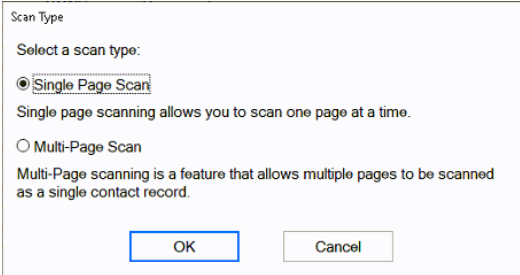 Scan Type
Select a scan type:
Single Page Scan
Single page scanning allows you to scan one page at a time.
Multi-Page Scan
Multi-Page scanning is a feature that allows multiple pages to be scanned
as a single contact record.
OK Cancel